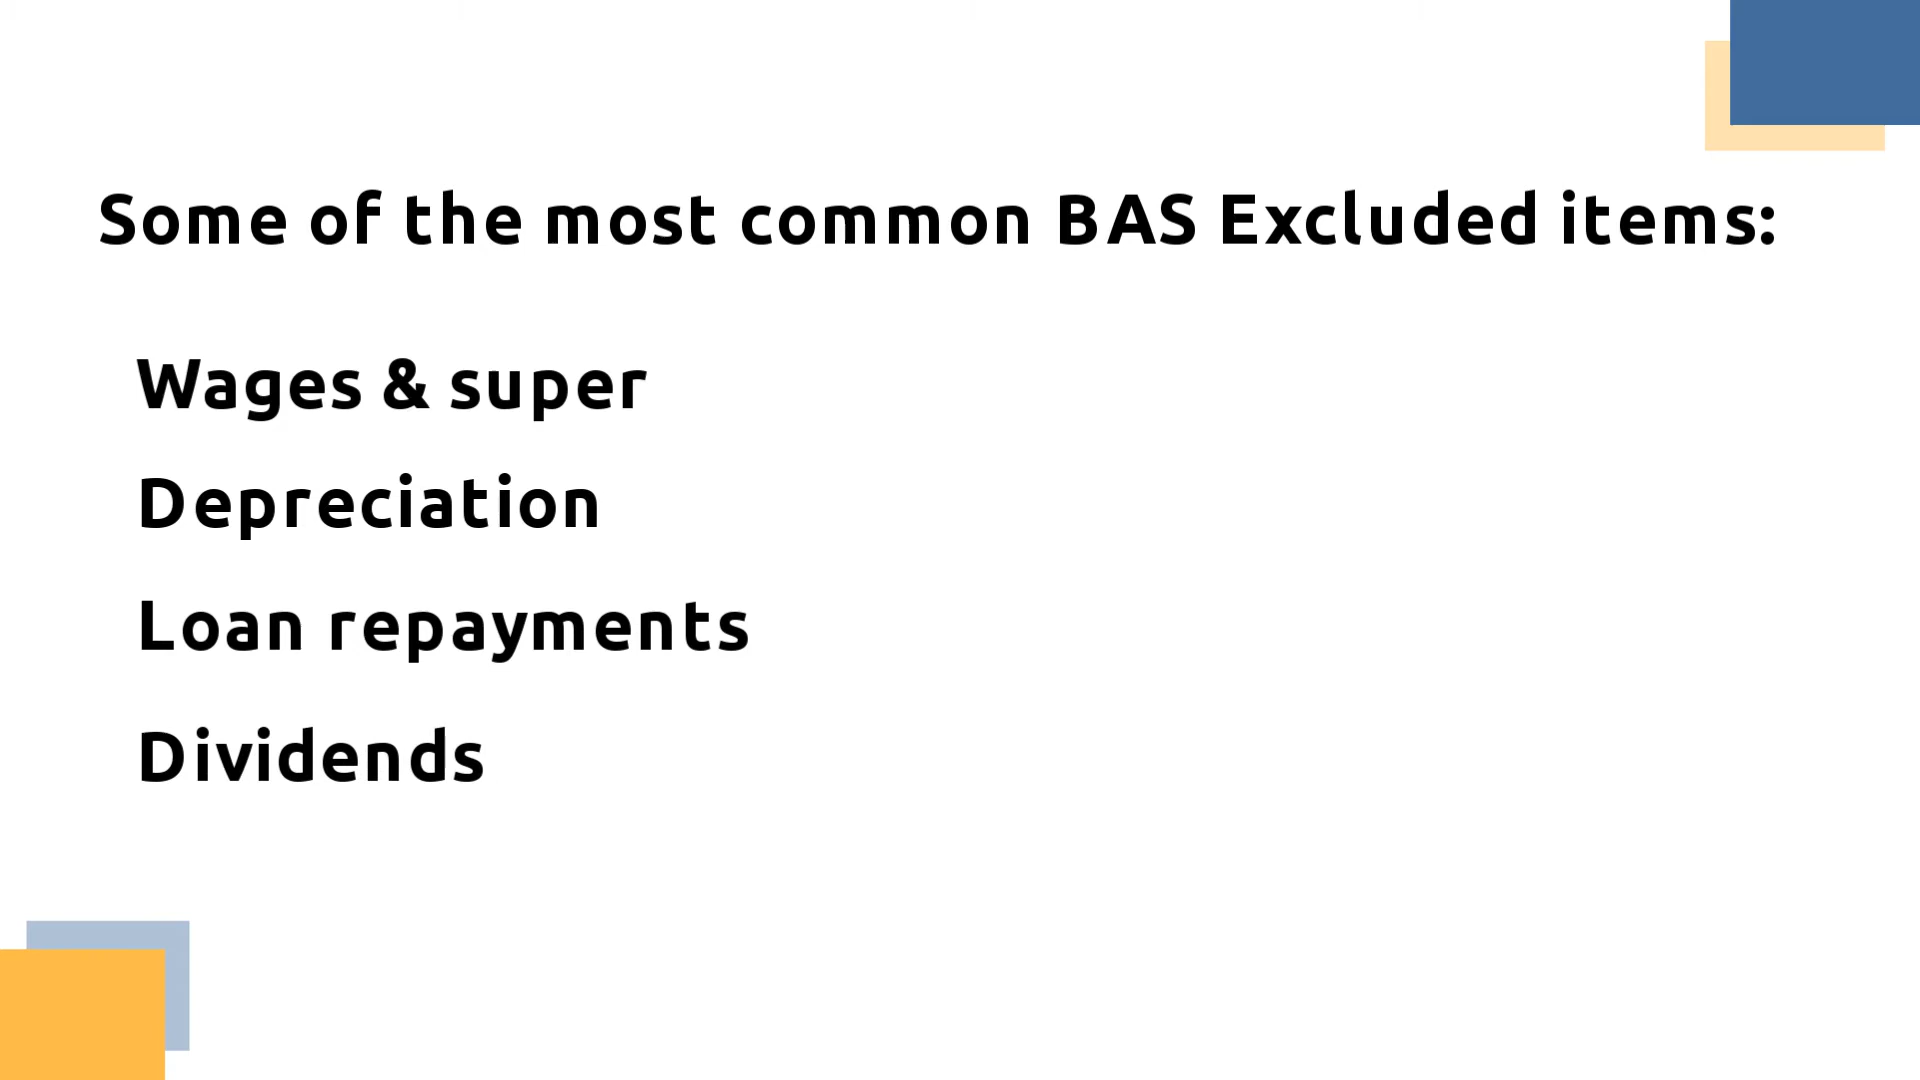 Some of the most common BAS Excluded items:
Wages & super
Depreciation
Loan repayments
Dividends